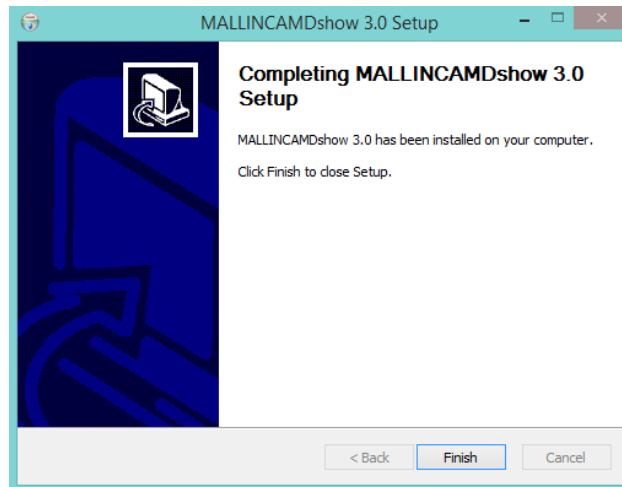 MALLINCAMDshow 3.0 Setup
Completing MALLINCAMDshow 3.0
Setup
MALLINCAMDshow 3.0 has been installed on your computer.
Click Finish to close Setup.
< Back Finish Cancel